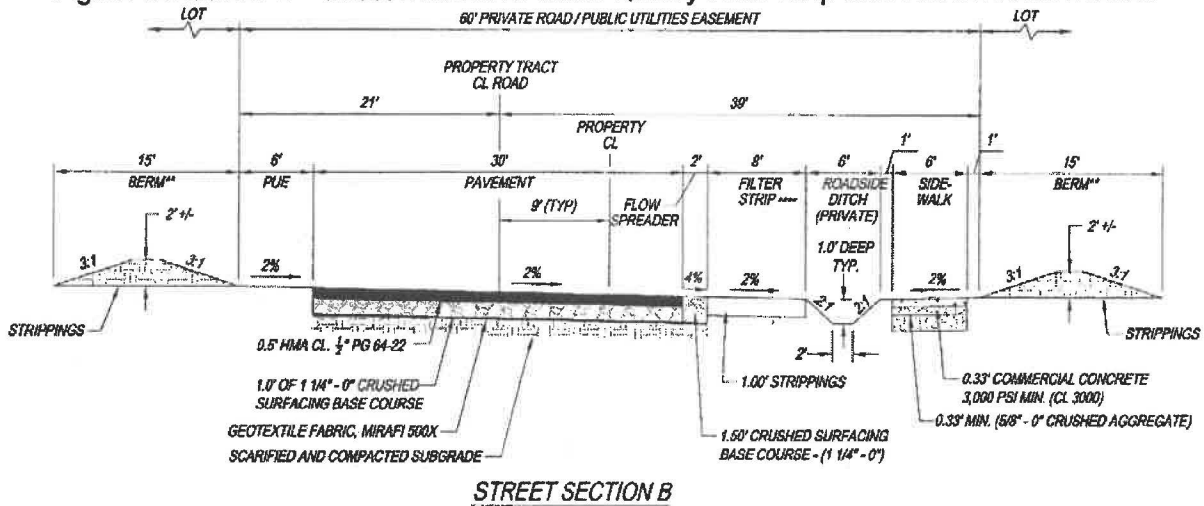 LOT
60' PRIVATE ROAD / PUBLIC UTILITIES EASEMENT
LOT
PROPERTY TRACT
CL ROAD
21'
39'
PROPERTY
CL
15'
BERM**
6'
PUE
30'
PAVEMENT
9' (TYP)
2'
FLOW
SPREADER
8'
FILTER
STRIP ****
6'
ROADSIDE
DITCH
(PRIVATE)
1.0' DEEP
TYP.
1'
6'
SIDE-
WALK
1'
15'
BERM**
2' +/-
3:1
3:1
2%
2%
4%
2%
2:1
2:1
2'
2%
2' +/-
3:1
3:1
STRIPPINGS
STRIPPINGS
0.5' HMA CL. ½" PG 64-22
1.0' OF 1 1/4" - 0" CRUSHED
SURFACING BASE COURSE
GEOTEXTILE FABRIC, MIRAFI 500X
SCARIFIED AND COMPACTED SUBGRADE
1.00' STRIPPINGS
1.50' CRUSHED SURFACING
BASE COURSE - (1 1/4" - 0")
0.33' COMMERCIAL CONCRETE
3,000 PSI MIN. (CL 3000)
0.33' MIN. (5/8" - 0" CRUSHED AGGREGATE)
STREET SECTION B